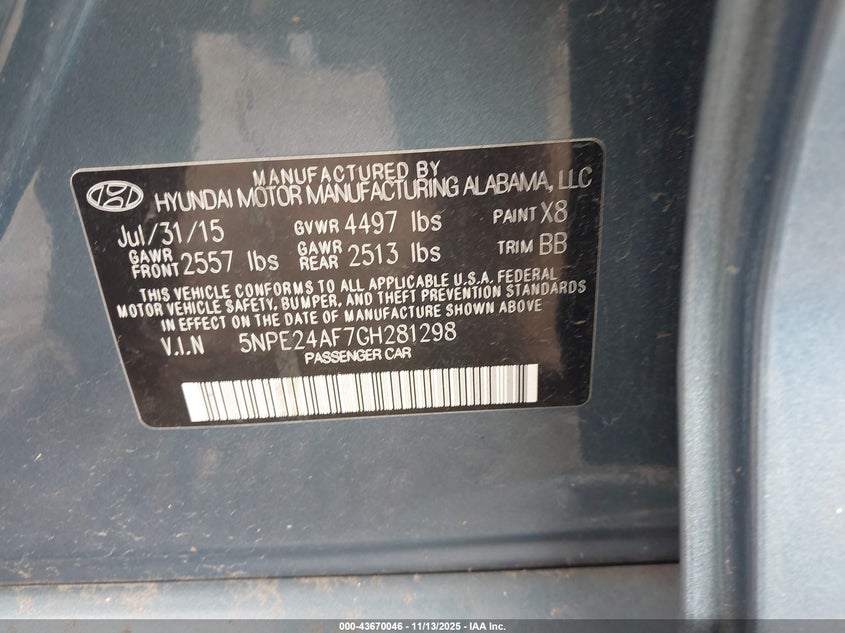 MANUFACTURED BY
HYUNDAI MOTOR MANUFACTURING ALABAMA, LLC
Jul/31/15 GVWR 4497 lbs PAINT X8
GAWR FRONT 2557 lbs GAWR REAR 2513 lbs TRIM BB
THIS VEHICLE CONFORMS TO ALL APPLICABLE U.S.A. FEDERAL
MOTOR VEHICLE SAFETY, BUMPER, AND THEFT PREVENTION STANDARDS
IN EFFECT ON THE DATE OF MANUFACTURE SHOWN ABOVE
V.I.N 5NPE24AF7GH281298
PASSENGER CAR
000-43670046 - 11/13/2025 - IAA Inc.